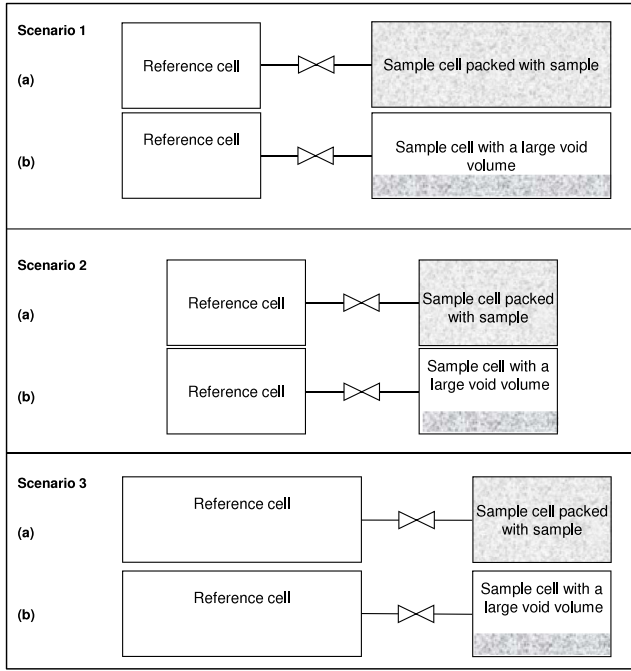 Scenario 1
(a)
Reference cell
Sample cell packed with sample
(b)
Reference cell
Sample cell with a large void
volume
Scenario 2
(a)
Reference cell
Sample cell packed
with sample
(b)
Reference cell
Sample cell with a
large void volume
Scenario 3
(a)
Reference cell
Sample cell packed
with sample
(b)
Reference cell
Sample cell with a
large void volume